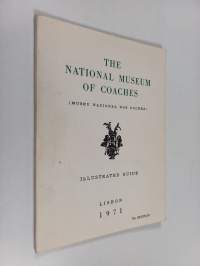 THE
NATIONAL MUSEUM
OF COACHES
(MUSEU NACIONAL DOS COCHES)
ILLUSTRATED GUIDE
LISBON
1971